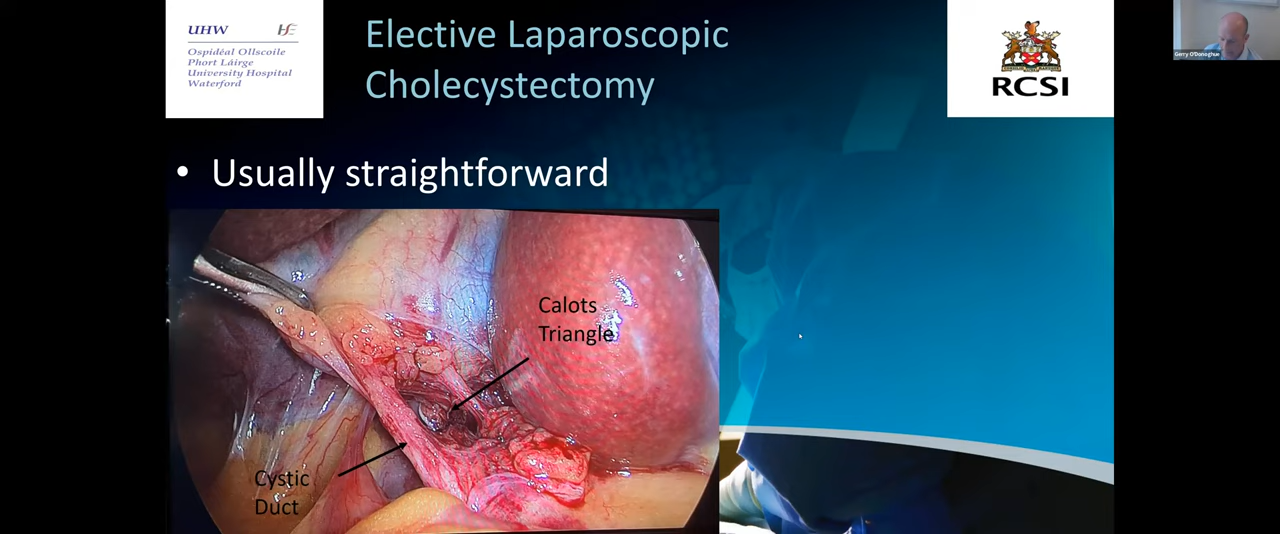 UHW
Ospidéal Ollscoile
Phort Láirge
University Hospital
Waterford
Elective Laparoscopic
Cholecystectomy
RCSI
Gerry O'Donoghue
• Usually straightforward
Calots
Triangle
Cystic
Duct